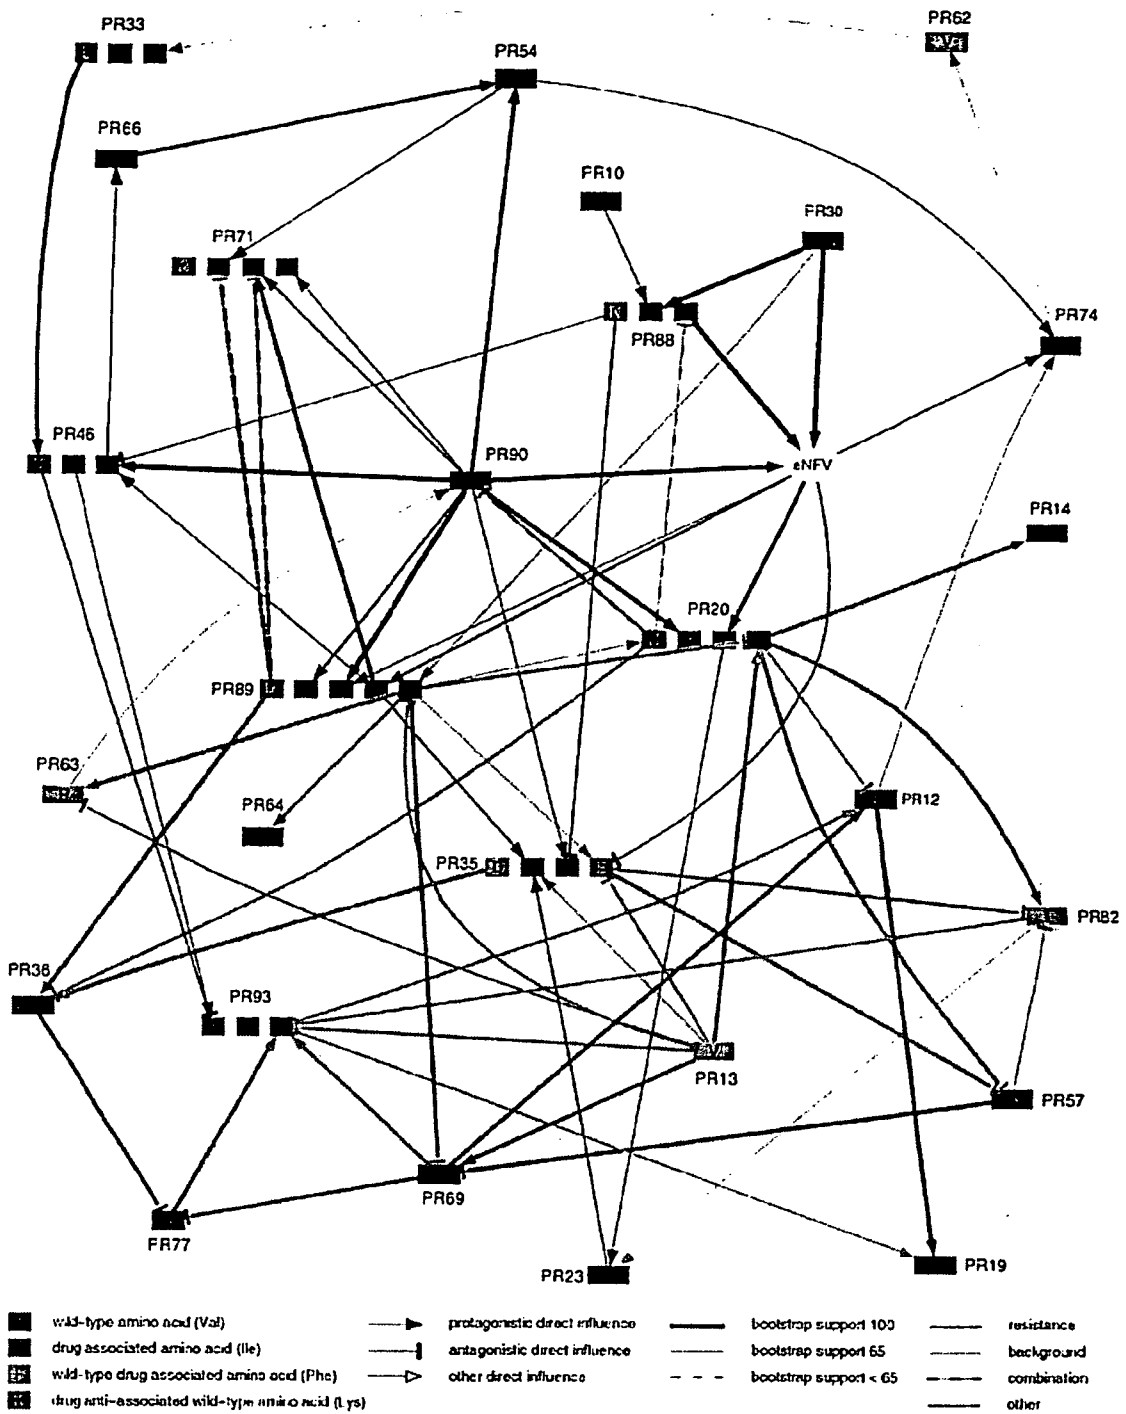 PR33
PR62
PR54
PR66
PR10
PR30
PR71
PR88
PR74
PR46
PR90
eNFV
PR14
PR20
PR89
PR63
PR64
PR12
PR35
PR82
PR36
PR93
PR13
PR57
PR69
PR77
PR23
PR19
wild-type amino acid (Val)
drug associated amino acid (Ile)
wild-type drug associated amino acid (Phe)
drug anti-associated wild-type amino acid (Lys)
protagonistic direct influence
antagonistic direct influence
other direct influence
bootstrap support 100
bootstrap support 65
bootstrap support < 65
resistance
background
combination
other